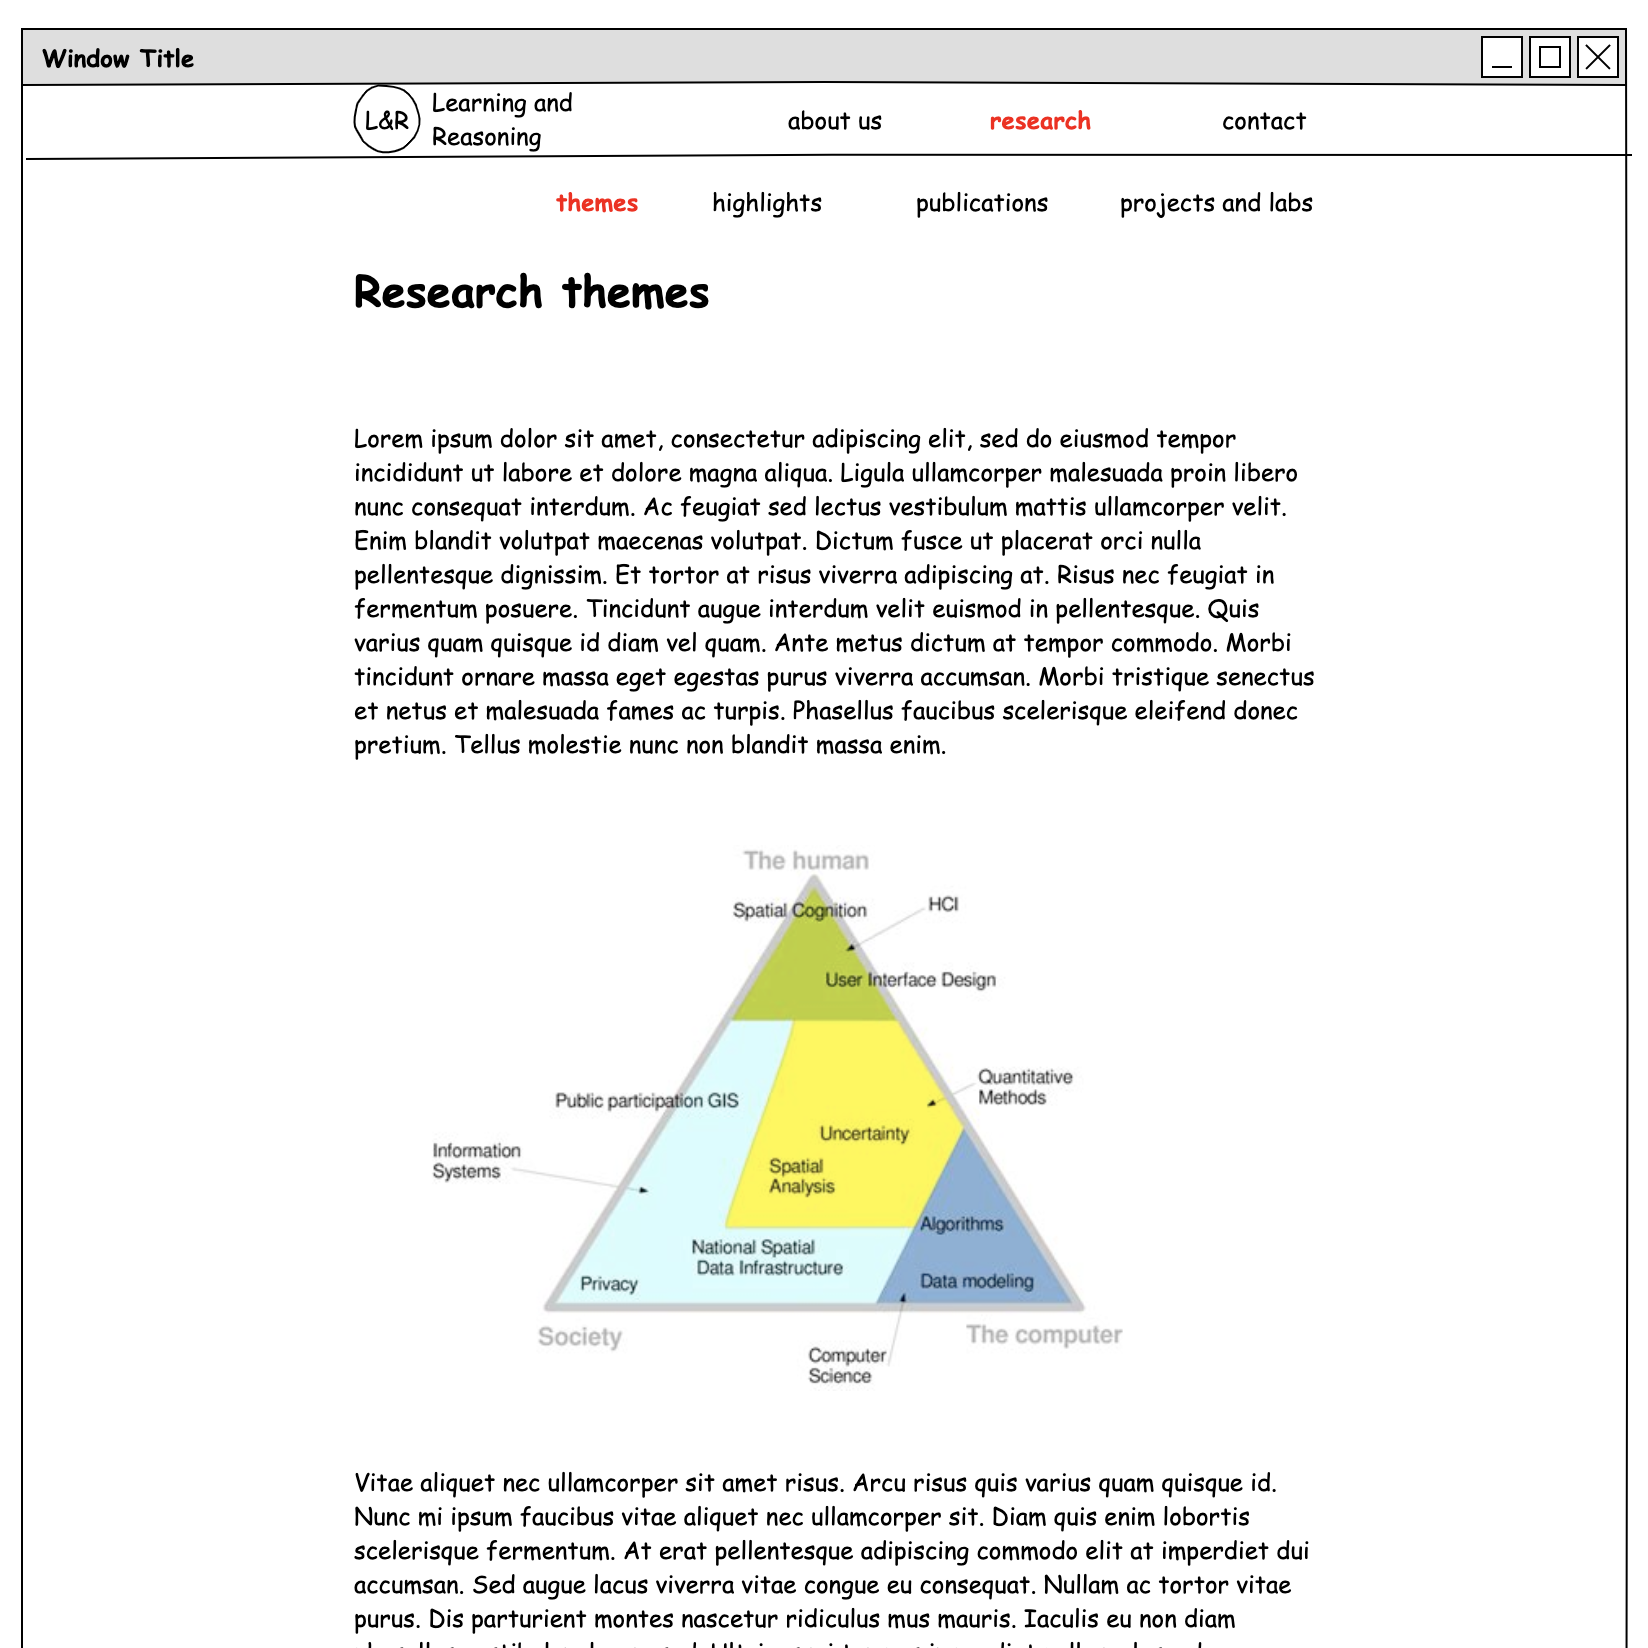 Window Title
L&R
Learning and
Reasoning
about us
research
contact
themes
highlights
publications
projects and labs
Research themes
Lorem ipsum dolor sit amet, consectetur adipiscing elit, sed do eiusmod tempor
incididunt ut labore et dolore magna aliqua. Ligula ullamcorper malesuada proin libero
nunc consequat interdum. Ac feugiat sed lectus vestibulum mattis ullamcorper velit.
Enim blandit volutpat maecenas volutpat. Dictum fusce ut placerat orci nulla
pellentesque dignissim. Et tortor at risus viverra adipiscing at. Risus nec feugiat in
fermentum posuere. Tincidunt augue interdum velit euismod in pellentesque. Quis
varius quam quisque id diam vel quam. Ante metus dictum at tempor commodo. Morbi
tincidunt ornare massa eget egestas purus viverra accumsan. Morbi tristique senectus
et netus et malesuada fames ac turpis. Phasellus faucibus scelerisque eleifend donec
pretium. Tellus molestie nunc non blandit massa enim.
The human
Spatial Cognition
HCI
User Interface Design
Quantitative
Methods
Public participation GIS
Uncertainty
Information
Systems
Spatial
Analysis
Algorithms
National Spatial
Data Infrastructure
Privacy
Data modeling
Society
The computer
Computer
Science
Vitae aliquet nec ullamcorper sit amet risus. Arcu risus quis varius quam quisque id.
Nunc mi ipsum faucibus vitae aliquet nec ullamcorper sit. Diam quis enim lobortis
scelerisque fermentum. At erat pellentesque adipiscing commodo elit at imperdiet dui
accumsan. Sed augue lacus viverra vitae congue eu consequat. Nullam ac tortor vitae
purus. Dis parturient montes nascetur ridiculus mus mauris. Iaculis eu non diam